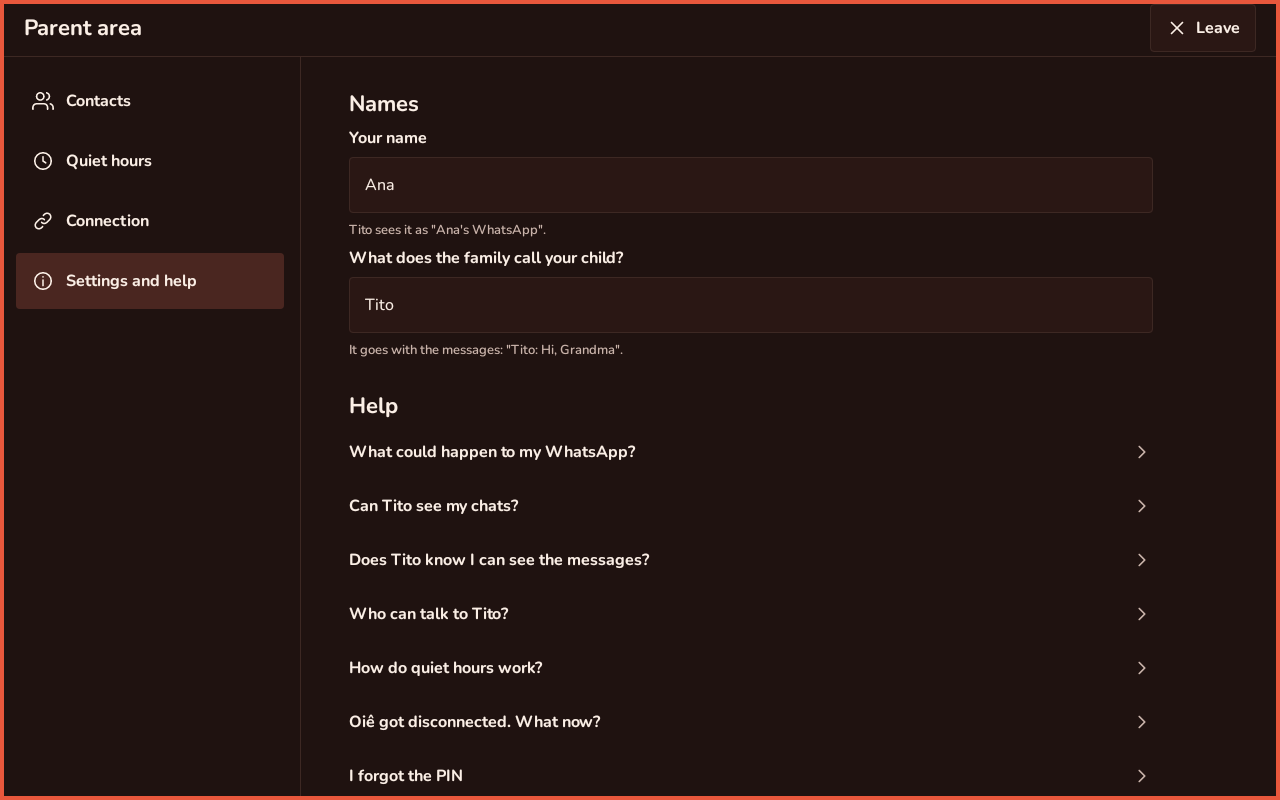 Parent area
Leave
Contacts
Quiet hours
Connection
Settings and help
Names
Your name
Ana
Tito sees it as "Ana's WhatsApp".
What does the family call your child?
Tito
It goes with the messages: "Tito: Hi, Grandma".
Help
What could happen to my WhatsApp?
Can Tito see my chats?
Does Tito know I can see the messages?
Who can talk to Tito?
How do quiet hours work?
Oiê got disconnected. What now?
I forgot the PIN